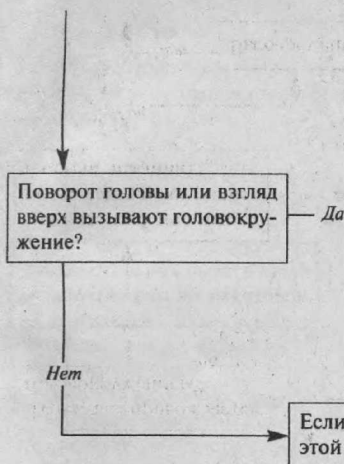 Поворот головы или взгляд
вверх вызывают головокру-
жение?
Да
Нет
Если
этой